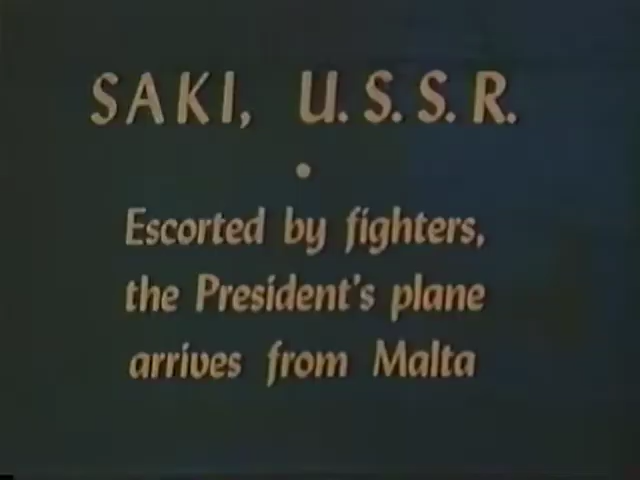 SAKI, U.S.S.R.
Escorted by fighters,
the President's plane
arrives from Malta